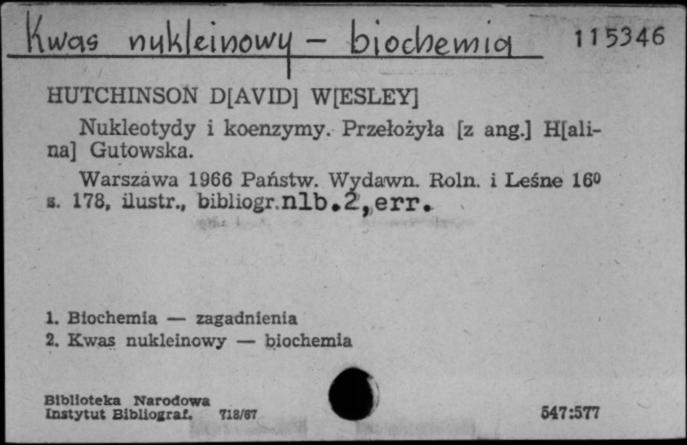 Kwas nukleinowy – biochemia 115346
HUTCHINSON D[AVID] W[ESLEY]
Nukleotydy i koenzymy. Przełożyła [z ang.] H[ali-
na] Gutowska.
Warszawa 1966 Państw. Wydawn. Roln. i Leśne 16⁰
s. 178, ilustr., bibliogr.nlb.2,err.
1. Biochemia — zagadnienia
2. Kwas nukleinowy — biochemia
Biblioteka Narodowa
Instytut Bibliograf. 718/67 547:577